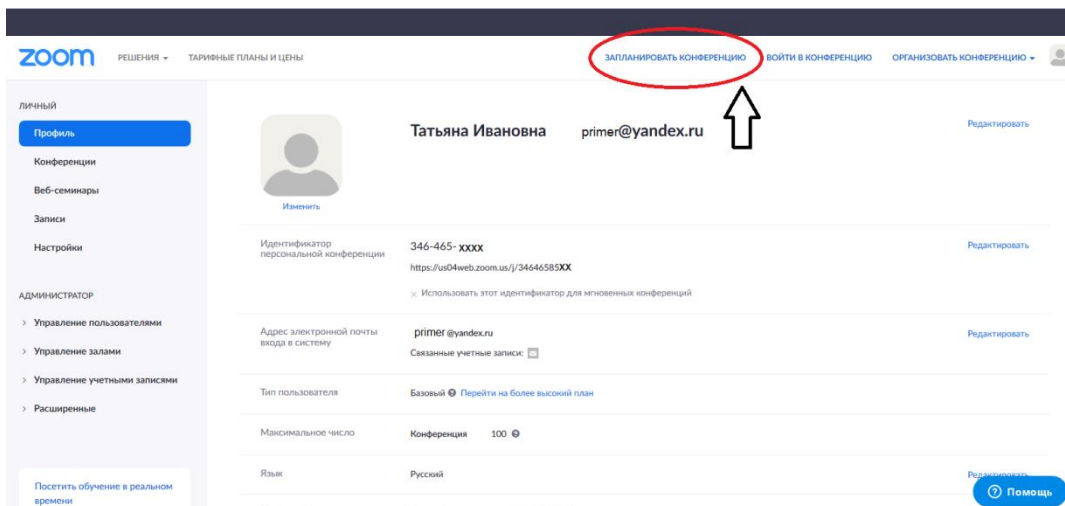 zoom РЕШЕНИЯ ТАРИФНЫЕ ПЛАНЫ И ЦЕНЫ ЗАПЛАНИРОВАТЬ КОНФЕРЕНЦИЮ ВОЙТИ В КОНФЕРЕНЦИЮ ОРГАНИЗОВАТЬ КОНФЕРЕНЦИЮ
ЛИЧНЫЙ
Профиль
Конференции
Веб-семинары
Записи
Настройки
АДМИНИСТРАТОР
Управление пользователями
Управление залами
Управление учетными записями
Расширенные
Посетить обучение в реальном
времени
Изменить
Татьяна Ивановна primer@yandex.ru Редактировать
Идентификатор
персональной конференции
346-465- XXXX Редактировать
https://us04web.zoom.us/j/34646585XX
Использовать этот идентификатор для мгновенных конференций
Адрес электронной почты
входа в систему
primer @yandex.ru Редактировать
Связанные учетные записи:
Тип пользователя Базовый Перейти на более высокий план
Максимальное число Конференция 100
Язык Русский Редактировать
Помощь